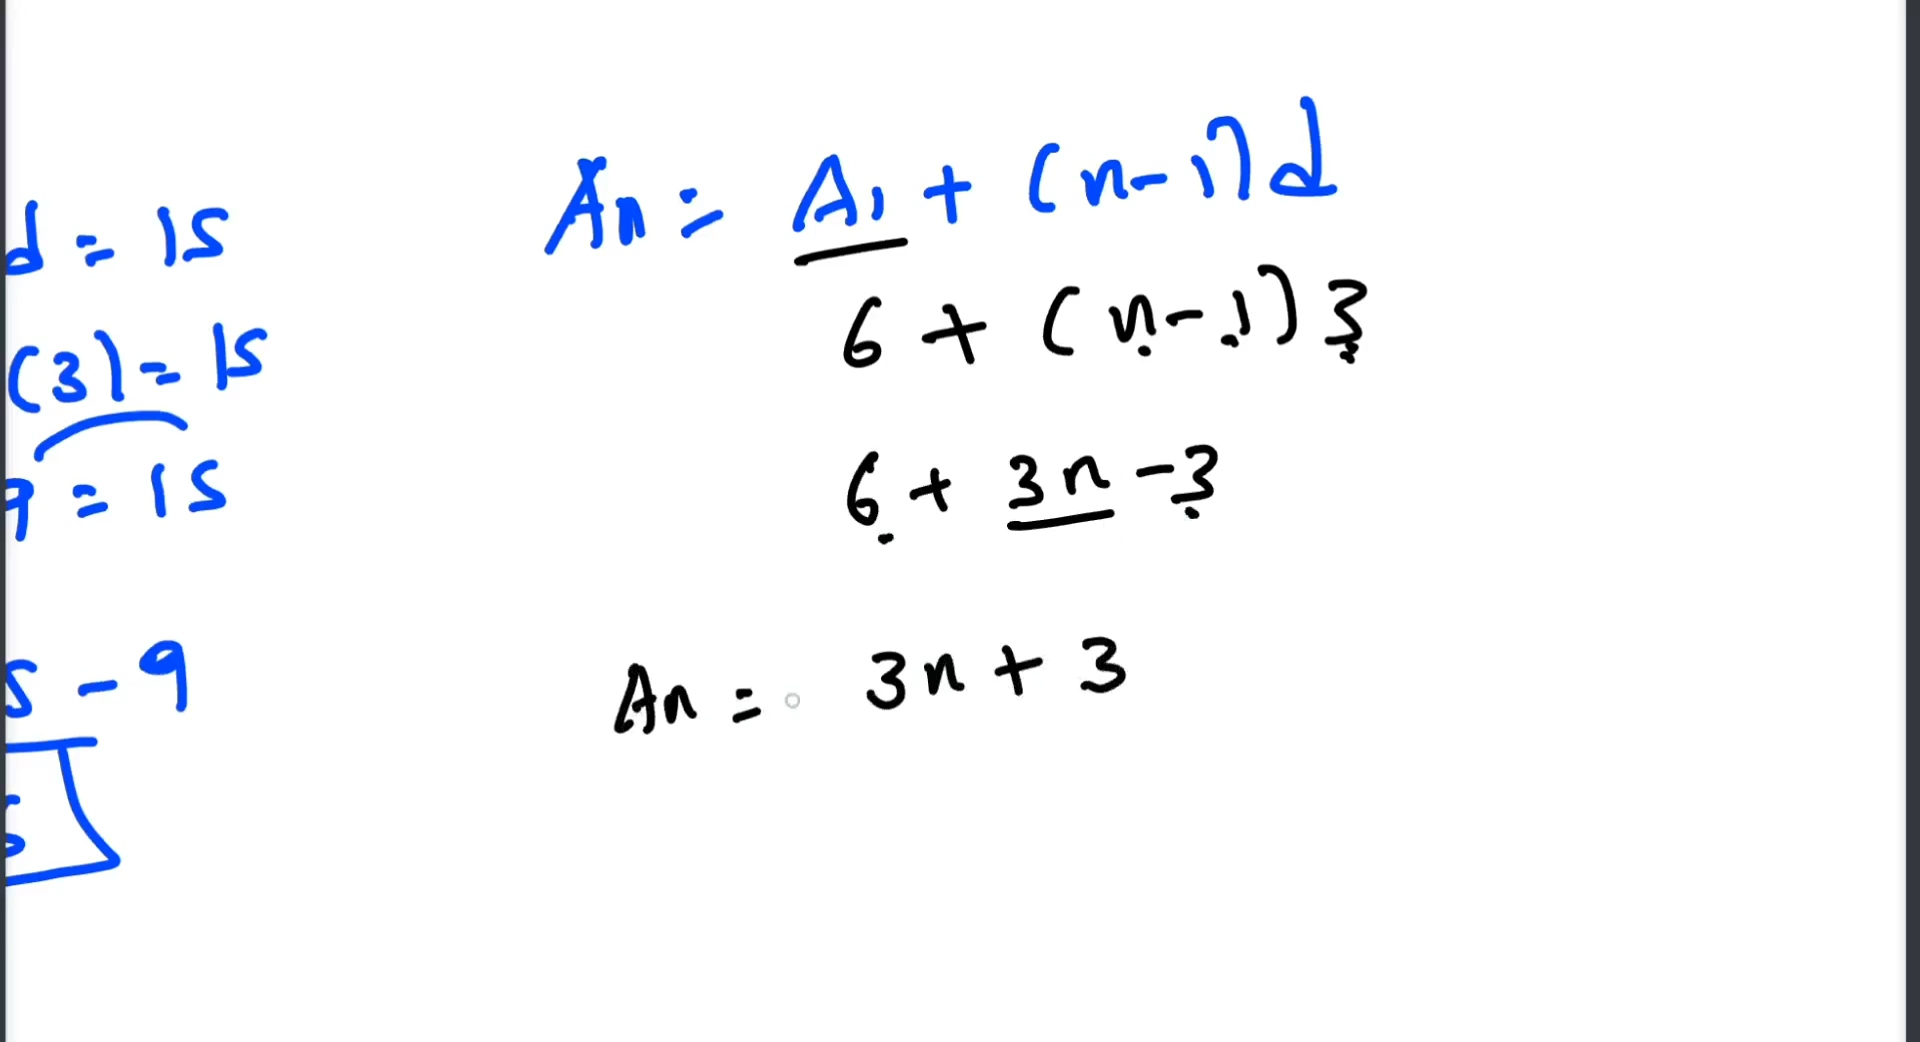 d = 15
(3) = 15
9 = 15
5 - 9
An = A1 + (n-1)d
6 + (n-1)3
6 + 3n - 3
An = 3n + 3